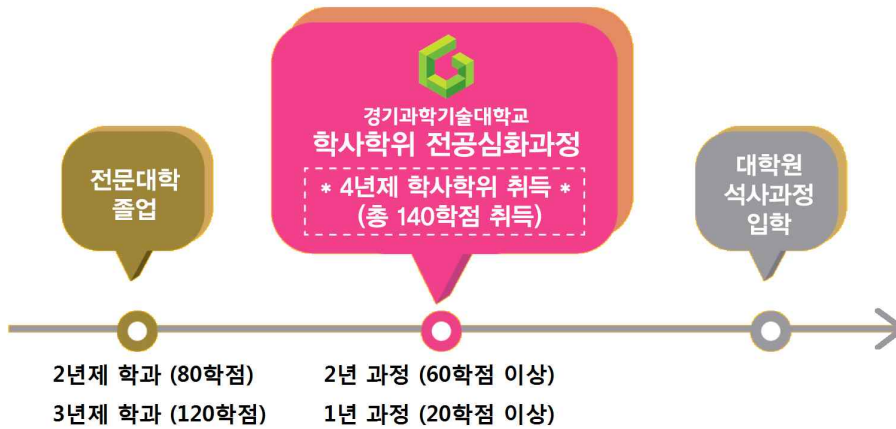 경기과학기술대학교
학사학위 전공심화과정
* 4년제 학사학위 취득 *
(총 140학점 취득)
전문대학
졸업
대학원
석사과정
입학
2년제 학과 (80학점)
3년제 학과 (120학점)
2년 과정 (60학점 이상)
1년 과정 (20학점 이상)